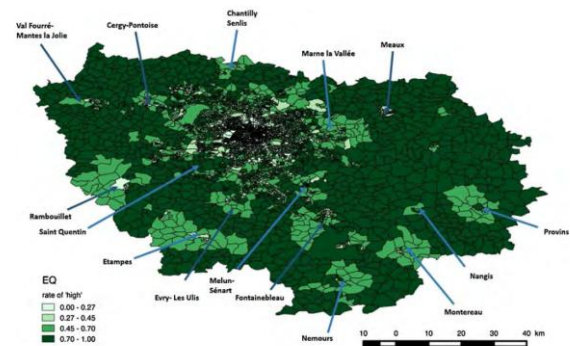 Val Fourré-
Mantes la Jolie
Cergy-Pontoise
Chantilly
Senlis
Marne la Vallée
Meaux
Rambouillet
Saint Quentin
Etampes
Evry- Les Ulis
Melun-
Sénart
Fontainebleau
Nemours
Montereau
Nangis
Provins
EQ
rate of 'high'
0.00 - 0.27
0.27 - 0.45
0.45 - 0.70
0.70 - 1.00
10 0 10 20 30 40 km